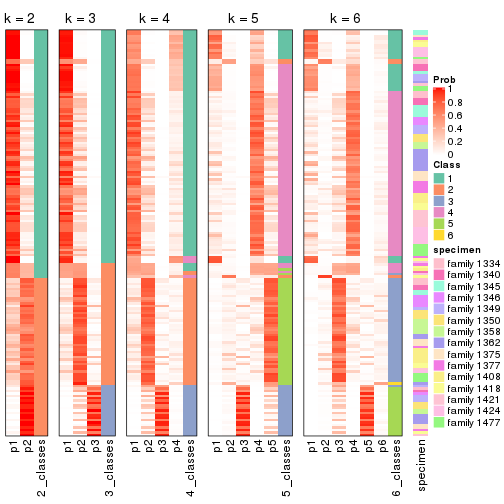 k = 2
k = 3
k = 4
k = 5
k = 6
p1
p2
2_classes
p1
p2
p3
3_classes
p1
p2
p3
p4
4_classes
p1
p2
p3
p4
p5
5_classes
p1
p2
p3
p4
p5
p6
6_classes
specimen
Prob
1
0.8
0.6
0.4
0.2
0
Class
1
2
3
4
5
6
specimen
family 1334
family 1340
family 1345
family 1346
family 1349
family 1350
family 1358
family 1362
family 1375
family 1377
family 1408
family 1418
family 1421
family 1424
family 1477